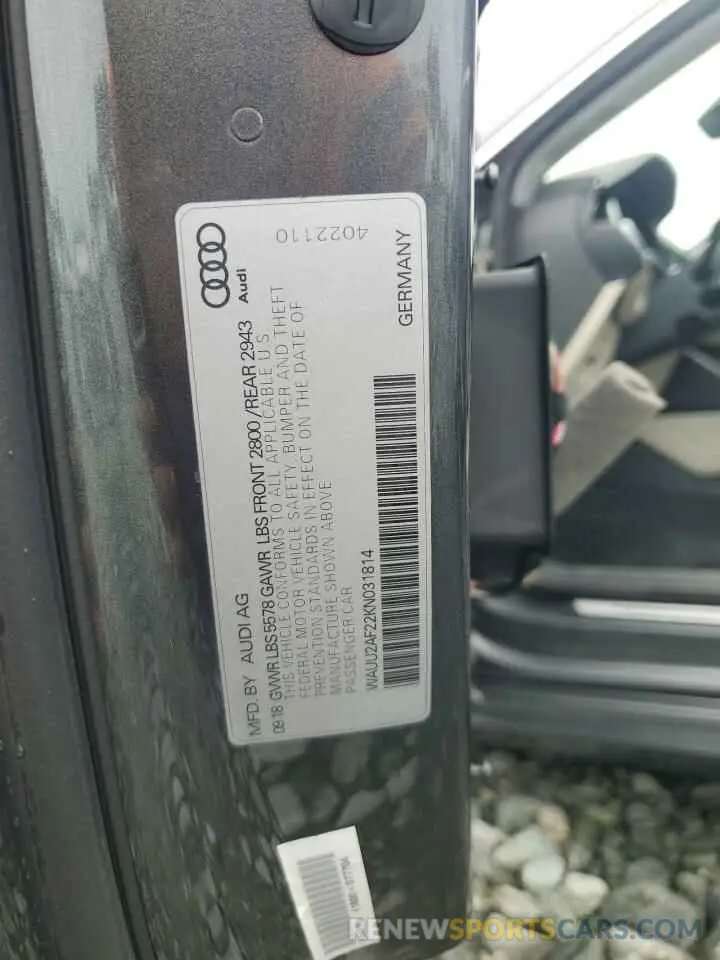 4022110
Audi
GERMANY
MFD. BY AUDI AG
09.18 GVWR LBS 5578 GAWR LBS FRONT 2800 / REAR 2943
THIS VEHICLE CONFORMS TO ALL APPLICABLE U S
FEDERAL MOTOR VEHICLE SAFETY, BUMPER AND THEFT
PREVENTION STANDARDS IN EFFECT ON THE DATE OF
MANUFACTURE SHOWN ABOVE
PASSENGER CAR
WAUU2AF22KN031814
RENEWSPORTSCARS.COM